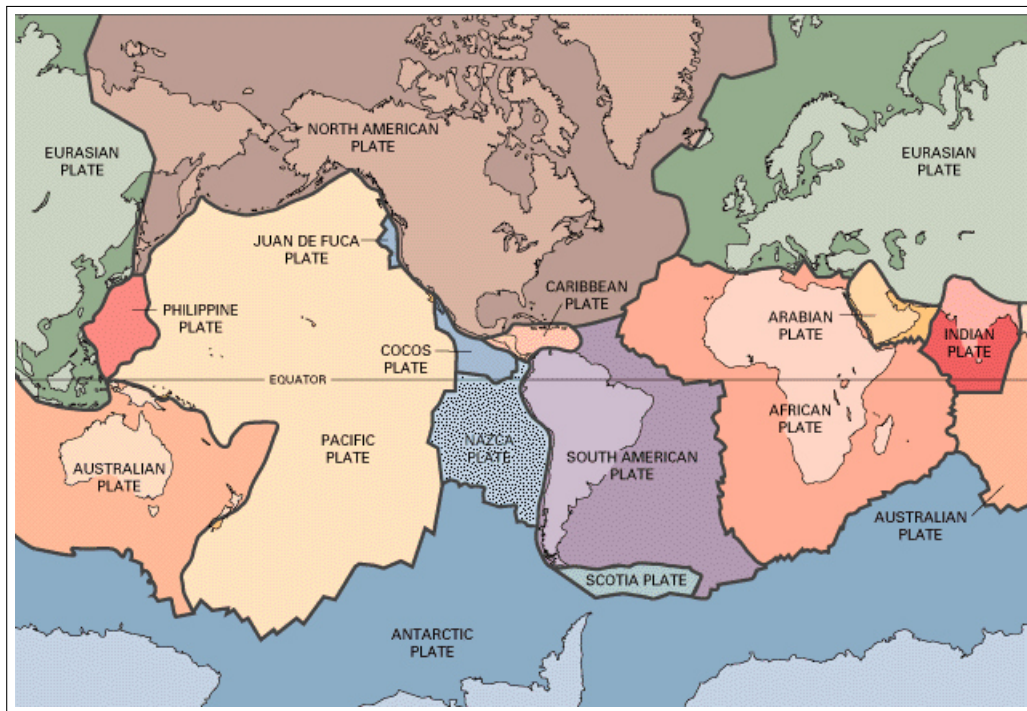 NORTH AMERICAN
PLATE
EURASIAN
PLATE
EURASIAN
PLATE
JUAN DE FUCA
PLATE
CARIBBEAN
PLATE
PHILIPPINE
PLATE
ARABIAN
PLATE
INDIAN
PLATE
COCOS
PLATE
EQUATOR
AFRICAN
PLATE
PACIFIC
PLATE
NAZCA
PLATE
SOUTH AMERICAN
PLATE
AUSTRALIAN
PLATE
AUSTRALIAN
PLATE
SCOTIA PLATE
ANTARCTIC
PLATE